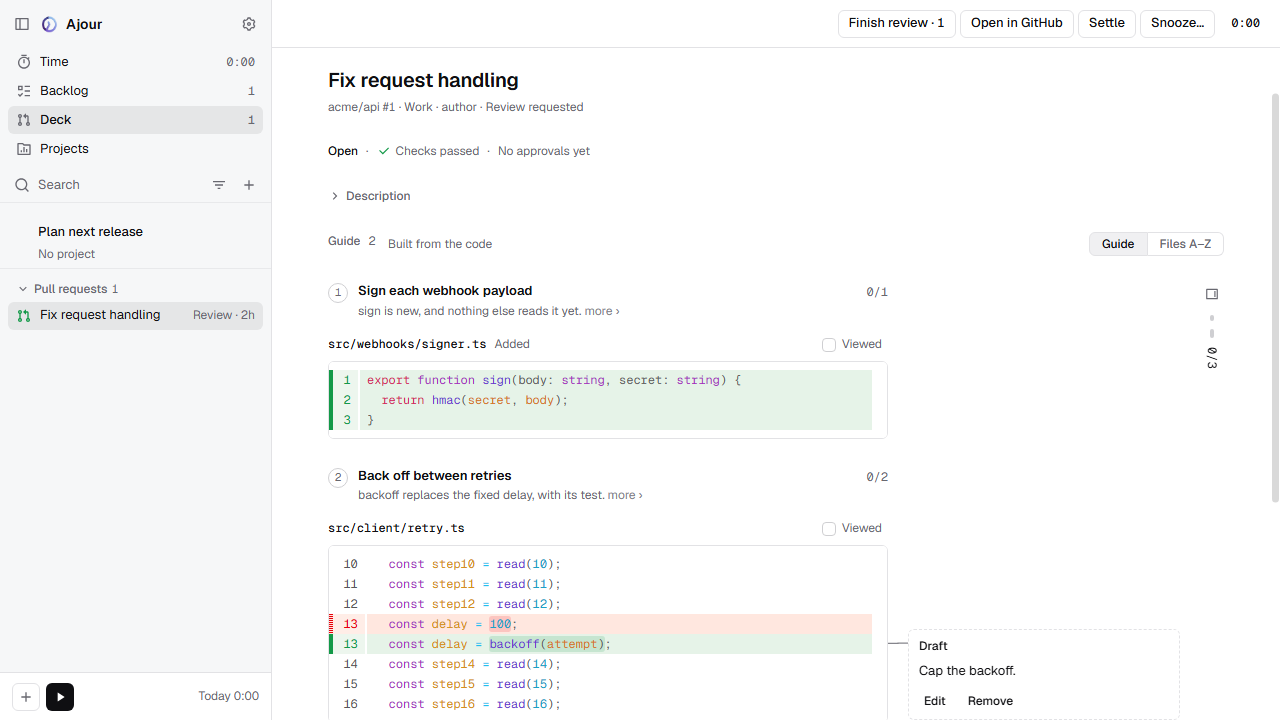 Ajour
Time 0:00
Backlog 1
Deck 1
Projects
Search
Plan next release
No project
Pull requests 1
Fix request handling Review · 2h
Today 0:00
Finish review · 1 Open in GitHub Settle Snooze… 0:00
Fix request handling
acme/api #1 · Work · author · Review requested
Open · Checks passed · No approvals yet
Description
Guide 2 Built from the code Guide Files A–Z
1 Sign each webhook payload 0/1
sign is new, and nothing else reads it yet. more ›
src/webhooks/signer.ts Added Viewed
1 export function sign(body: string, secret: string) {
2 return hmac(secret, body);
3 }
0/3
2 Back off between retries 0/2
backoff replaces the fixed delay, with its test. more ›
src/client/retry.ts Viewed
10 const step10 = read(10);
11 const step11 = read(11);
12 const step12 = read(12);
13 const delay = 100;
13 const delay = backoff(attempt);
14 const step14 = read(14);
15 const step15 = read(15);
16 const step16 = read(16);
Draft
Cap the backoff.
Edit Remove